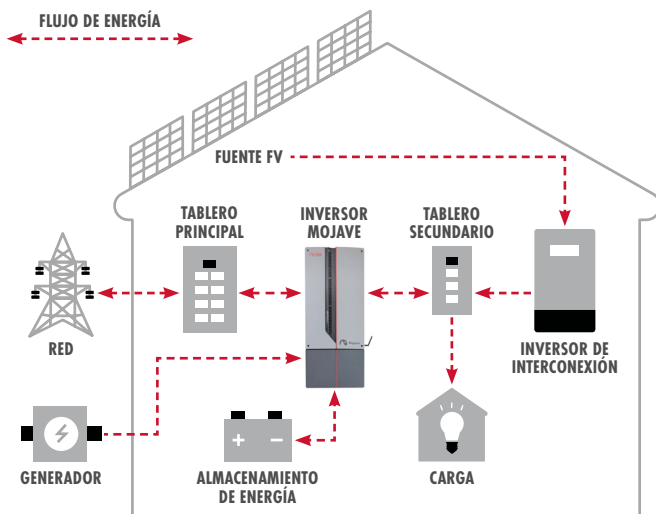 FLUJO DE ENERGÍA
FUENTE FV
TABLERO
PRINCIPAL
INVERSOR
MOJAVE
TABLERO
SECUNDARIO
RED
INVERSOR DE
INTERCONEXIÓN
GENERADOR
ALMACENAMIENTO
DE ENERGÍA
CARGA